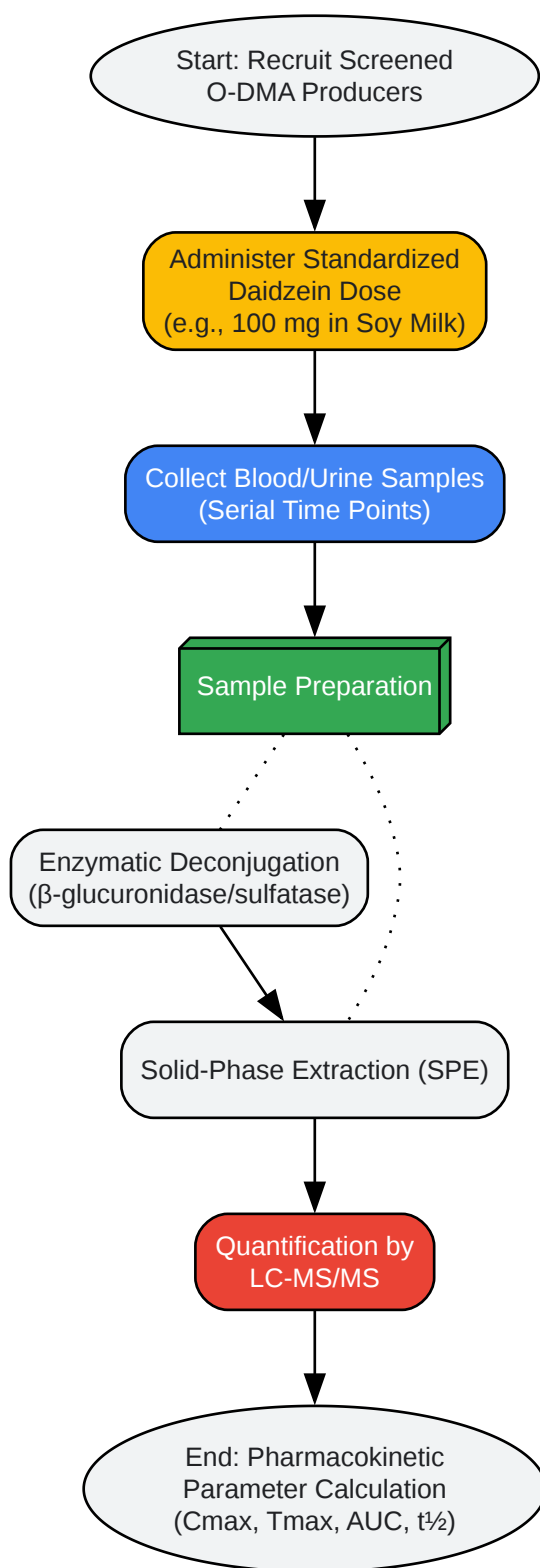 Start: Recruit Screened
O-DMA Producers
Administer Standardized
Daidzein Dose
(e.g., 100 mg in Soy Milk)
Collect Blood/Urine Samples
(Serial Time Points)
Sample Preparation
Enzymatic Deconjugation
(β-glucuronidase/sulfatase)
Solid-Phase Extraction (SPE)
Quantification by
LC-MS/MS
End: Pharmacokinetic
Parameter Calculation
(Cmax, Tmax, AUC, t½)